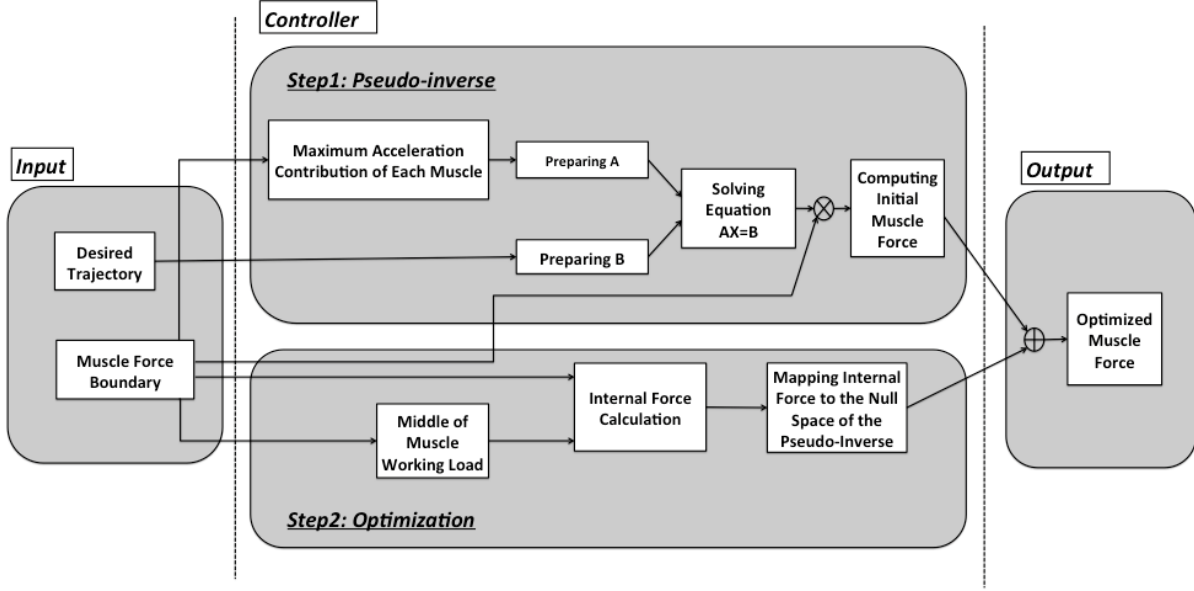 Controller
Step1: Pseudo-inverse
Input
Maximum Acceleration
Contribution of Each Muscle
Preparing A
Solving
Equation
AX=B
Computing
Initial
Muscle
Force
Output
Desired
Trajectory
Preparing B
Muscle Force
Boundary
Optimized
Muscle
Force
Internal Force
Calculation
Mapping Internal
Force to the Null
Space of the
Pseudo-Inverse
Middle of
Muscle
Working Load
Step2: Optimization